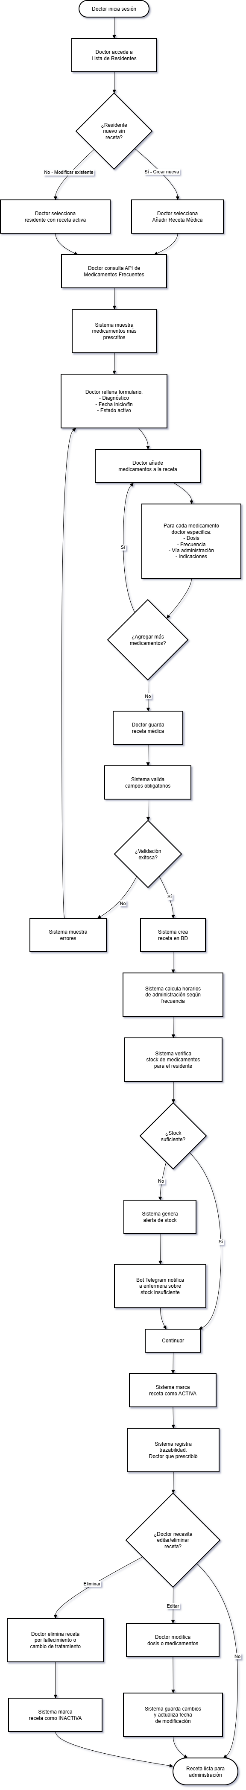 Doctor inicia sesión
Doctor accede a
Lista de Residentes
¿Residente
nuevo sin
receta?
No - Modificar existente
Sí - Crear nueva
Doctor selecciona
residente con receta activa
Doctor selecciona
Añadir Receta Médica
Doctor consulta API de
Medicamentos Frecuentes
Sistema muestra
medicamentos más
prescritos
Doctor rellena formulario:
- Diagnóstico
- Fecha inicio/fin
- Estado activo
Doctor añade
medicamentos a la receta
Para cada medicamento
doctor especifica:
- Dosis
- Frecuencia
- Vía administración
- Indicaciones
Sí
¿Agregar más
medicamentos?
No
Doctor guarda
receta médica
Sistema valida
campos obligatorios
¿Validación
exitosa?
No
Sí
Sistema muestra
errores
Sistema crea
receta en BD
Sistema calcula horarios
de administración según
frecuencia
Sistema verifica
stock de medicamentos
para el residente
¿Stock
suficiente?
No
Sistema genera
alerta de stock
Sí
Bot Telegram notifica
a enfermera sobre
stock insuficiente
Continuar
Sistema marca
receta como ACTIVA
Sistema registra
trazabilidad:
Doctor que prescribió
¿Doctor necesita
editar/eliminar
receta?
Eliminar
Editar
No
Doctor elimina receta
por fallecimiento o
cambio de tratamiento
Doctor modifica
dosis o medicamentos
Sistema marca
receta como INACTIVA
Sistema guarda cambios
y actualiza fecha
de modificación
Receta lista para
administración